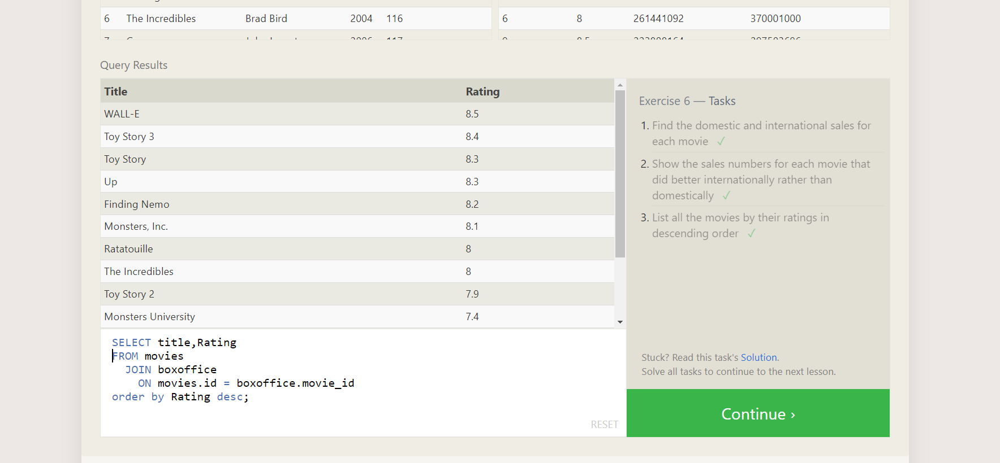 6 The Incredibles Brad Bird 2004 116
6 8 261441092 370001000
Query Results
Title Rating
WALL-E 8.5
Toy Story 3 8.4
Toy Story 8.3
Up 8.3
Finding Nemo 8.2
Monsters, Inc. 8.1
Ratatouille 8
The Incredibles 8
Toy Story 2 7.9
Monsters University 7.4
SELECT title,Rating
FROM movies
JOIN boxoffice
ON movies.id = boxoffice.movie_id
order by Rating desc;
RESET
Exercise 6 — Tasks
1. Find the domestic and international sales for
each movie ✓
2. Show the sales numbers for each movie that
did better internationally rather than
domestically ✓
3. List all the movies by their ratings in
descending order ✓
Stuck? Read this task's Solution.
Solve all tasks to continue to the next lesson.
Continue ›